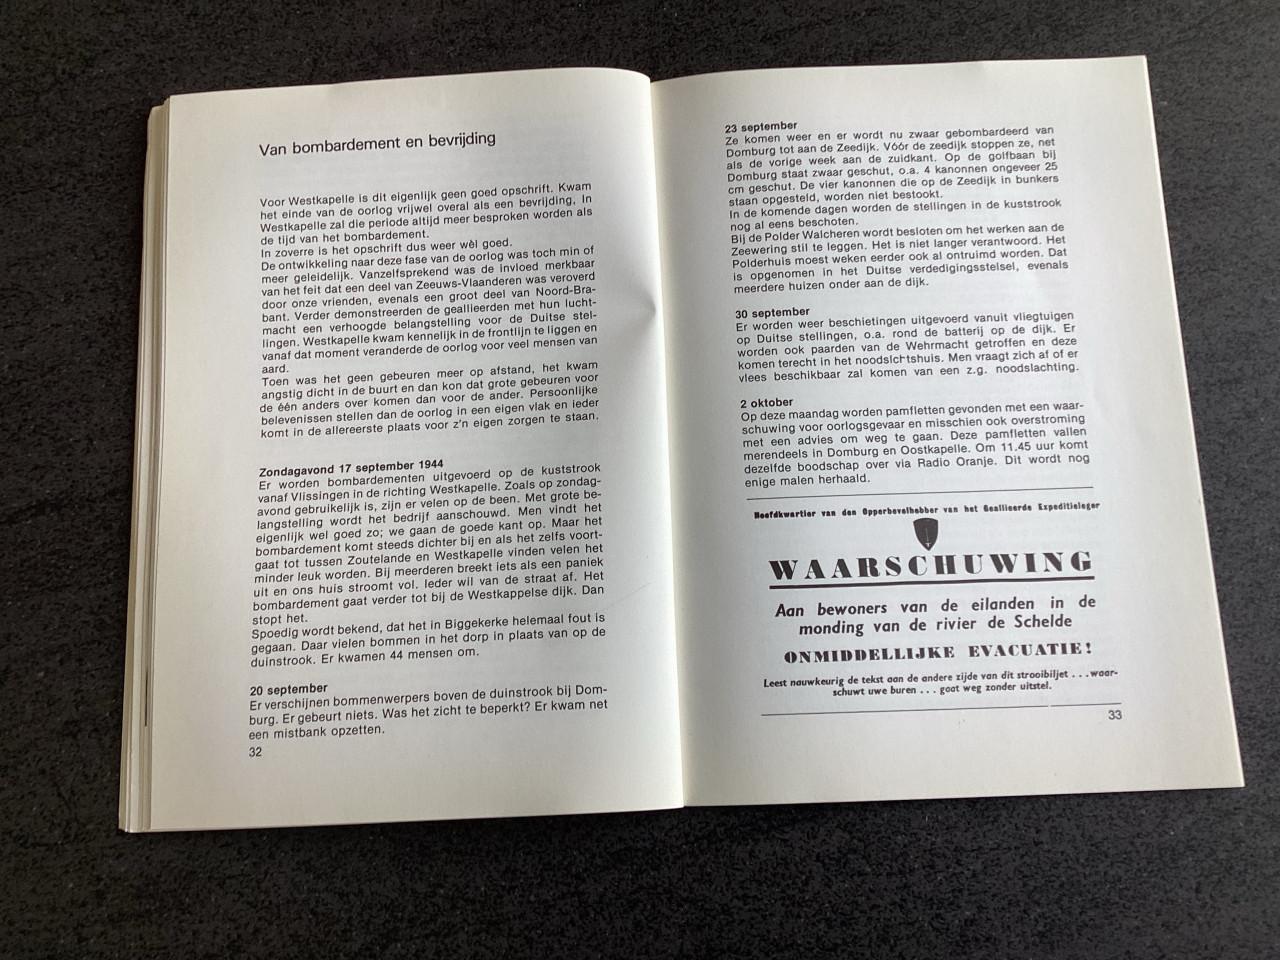 Van bombardement en bevrijding
Voor Westkapelle is dit eigenlijk geen goed opschrift. Kwam
het einde van de oorlog vrijwel overal als een bevrijding, In
Westkapelle zal die periode altijd meer besproken worden als
de tijd van het bombardement.
In zoverre is het opschrift dus weer wèl goed.
De ontwikkeling naar deze fase van de oorlog was toch min of
meer geleidelijk. Vanzelfsprekend was de invloed merkbaar
van het feit dat een deel van Zeeuws-Vlaanderen was veroverd
door onze vrienden, evenals een groot deel van Noord-Bra-
bant. Verder demonstreerden de geallieerden met hun lucht-
macht een verhoogde belangstelling voor de Duitse stel-
lingen. Westkapelle kwam kennelijk in de frontlijn te liggen en
vanaf dat moment veranderde de oorlog voor veel mensen van
aard.
Toen was het geen gebeuren meer op afstand, het kwam
angstig dicht in de buurt en dan kon dat grote gebeuren voor
de één anders over komen dan voor de ander. Persoonlijke
belevenissen stellen dan de oorlog in een eigen vlak en ieder
komt in de allereerste plaats voor z'n eigen zorgen te staan.
Zondagavond 17 september 1944
Er worden bombardementen uitgevoerd op de kuststrook
vanaf Vlissingen in de richting Westkapelle. Zoals op zondag-
avond gebruikelijk is, zijn er velen op de been. Met grote be-
langstelling wordt het bedrijf aanschouwd. Men vindt het
eigenlijk wel goed zo; we gaan de goede kant op. Maar het
bombardement komt steeds dichter bij en als het zelfs voort-
gaat tot tussen Zoutelande en Westkapelle vinden velen het
minder leuk worden. Bij meerderen breekt iets als een paniek
uit en ons huis stroomt vol. Ieder wil van de straat af. Het
bombardement gaat verder tot bij de Westkappelse dijk. Dan
stopt het.
Spoedig wordt bekend, dat het in Biggekerke helemaal fout is
gegaan. Daar vielen bommen in het dorp in plaats van op de
duinstrook. Er kwamen 44 mensen om.
20 september
Er verschijnen bommenwerpers boven de duinstrook bij Dom-
burg. Er gebeurt niets. Was het zicht te beperkt? Er kwam net
een mistbank opzetten.
32
23 september
Ze komen weer en er wordt nu zwaar gebombardeerd van
Domburg tot aan de Zeedijk. Vóór de zeedijk stoppen ze, net
als de vorige week aan de zuidkant. Op de golfbaan bij
Domburg staat zwaar geschut, o.a. 4 kanonnen ongeveer 25
cm geschut. De vier kanonnen die op de Zeedijk in bunkers
staan opgesteld, worden niet bestookt.
In de komende dagen worden de stellingen in de kuststrook
nog al eens beschoten.
Bij de Polder Walcheren wordt besloten om het werken aan de
Zeewering stil te leggen. Het is niet langer verantwoord. Het
Polderhuis moest weken eerder ook al ontruimd worden. Dat
is opgenomen in het Duitse verdedigingsstelsel, evenals
meerdere huizen onder aan de dijk.
30 september
Er worden weer beschietingen uitgevoerd vanuit vliegtuigen
op Duitse stellingen, o.a. rond de batterij op de dijk. Er
worden ook paarden van de Wehrmacht getroffen en deze
komen terecht in het noodslchtshuis. Men vraagt zich af of er
vlees beschikbaar zal komen van een z.g. noodslachting.
2 oktober
Op deze maandag worden pamfletten gevonden met een waar-
schuwing voor oorlogsgevaar en misschien ook overstroming
met een advies om weg te gaan. Deze pamfletten vallen
merendeels in Domburg en Oostkapelle. Om 11.45 uur komt
dezelfde boodschap over via Radio Oranje. Dit wordt nog
enige malen herhaald.
Hoofdkwartier van den Opperbevelhebber van het Geallieerde Expeditieleger
WAARSCHUWING
Aan bewoners van de eilanden in de
monding van de rivier de Schelde
ONMIDDELLIJKE EVACUATIE!
Leest nauwkeurig de tekst aan de andere zijde van dit strooibiljet . . . waar-
schuwt uwe buren . . . gaat weg zonder uitstel.
33